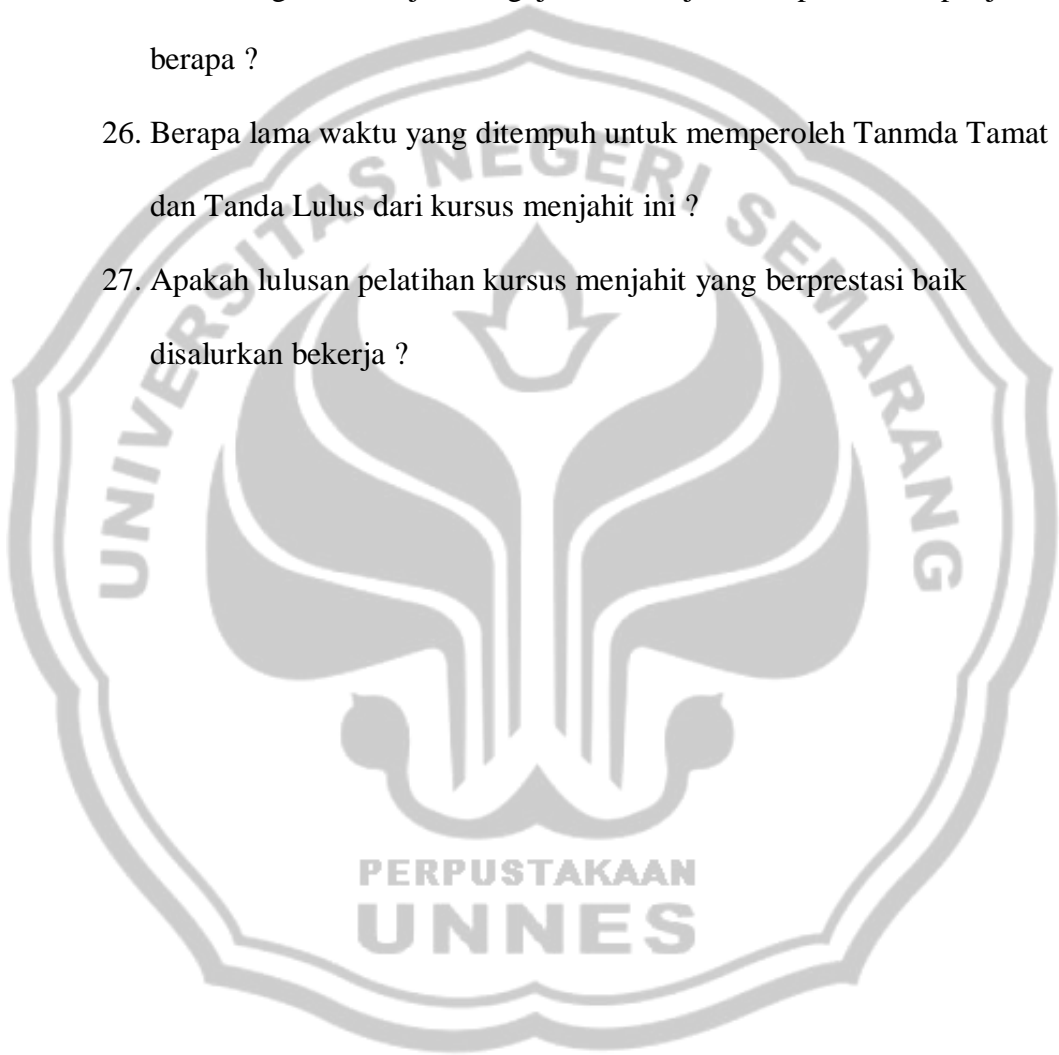 berapa ?
26. Berapa lama waktu yang ditempuh untuk memperoleh Tanmda Tamat
dan Tanda Lulus dari kursus menjahit ini ?
27. Apakah lulusan pelatihan kursus menjahit yang berprestasi baik
disalurkan bekerja ?
UNIVERSITAS NEGERI SEMARANG
PERPUSTAKAAN
UNNES